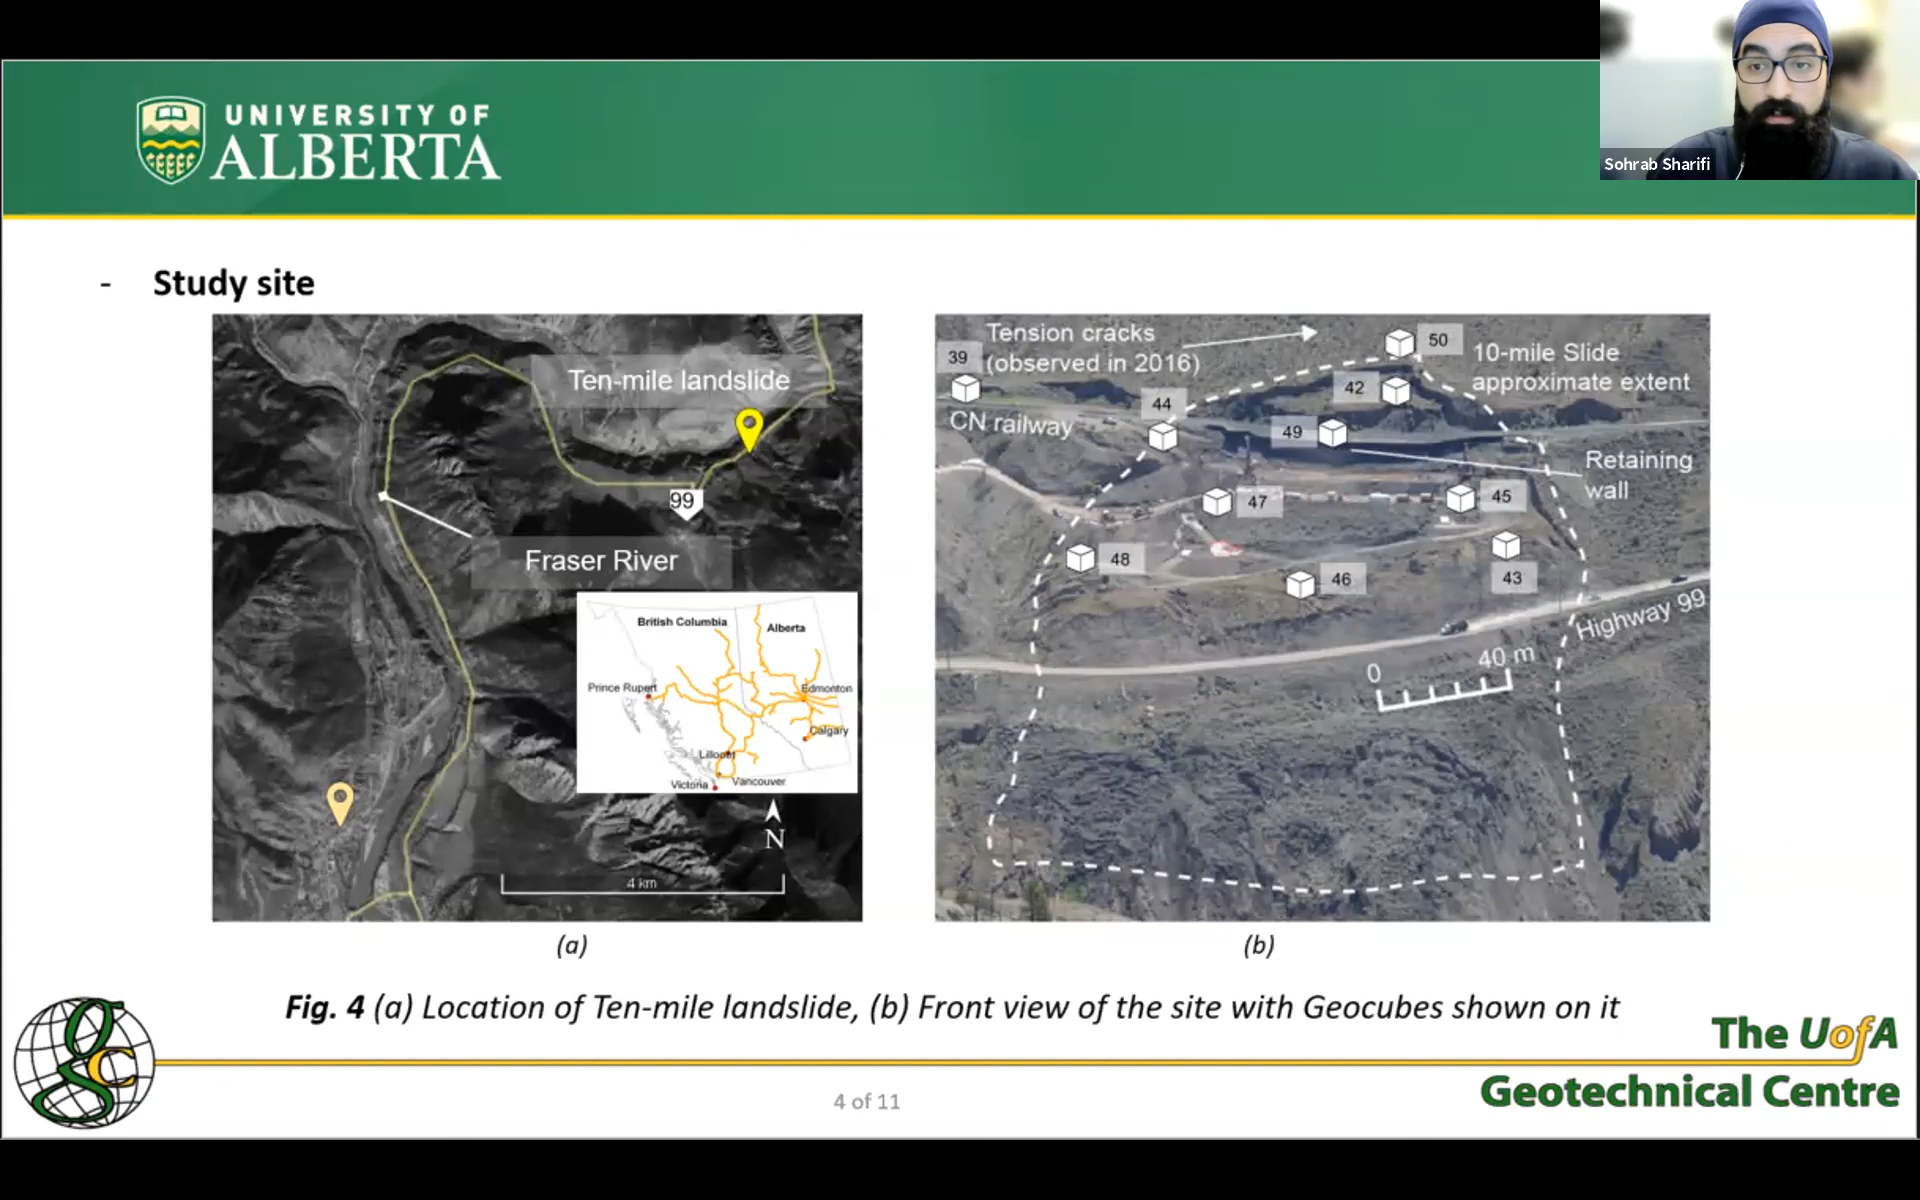 UNIVERSITY OF
ALBERTA
Sohrab Sharifi
- Study site
Ten-mile landslide
99
Fraser River
British Columbia
Alberta
Prince Rupert
Edmonton
Calgary
Lillooet
Victoria
Vancouver
N
4 km
(a)
Tension cracks
(observed in 2016)
39
50
10-mile Slide
approximate extent
42
44
CN railway
49
Retaining
wall
47
45
48
46
43
Highway 99
0
40 m
(b)
Fig. 4 (a) Location of Ten-mile landslide, (b) Front view of the site with Geocubes shown on it
gc
The UofA
Geotechnical Centre
4 of 11